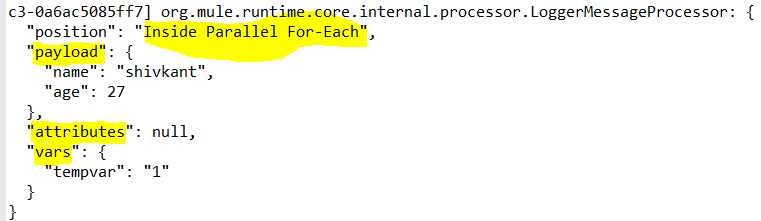 c3-0a6ac5085ff7] org.mule.runtime.core.internal.processor.LoggerMessageProcessor: {
  "position": "Inside Parallel For-Each",
  "payload": {
    "name": "shivkant",
    "age": 27
  },
  "attributes": null,
  "vars": {
    "tempvar": "1"
  }
}